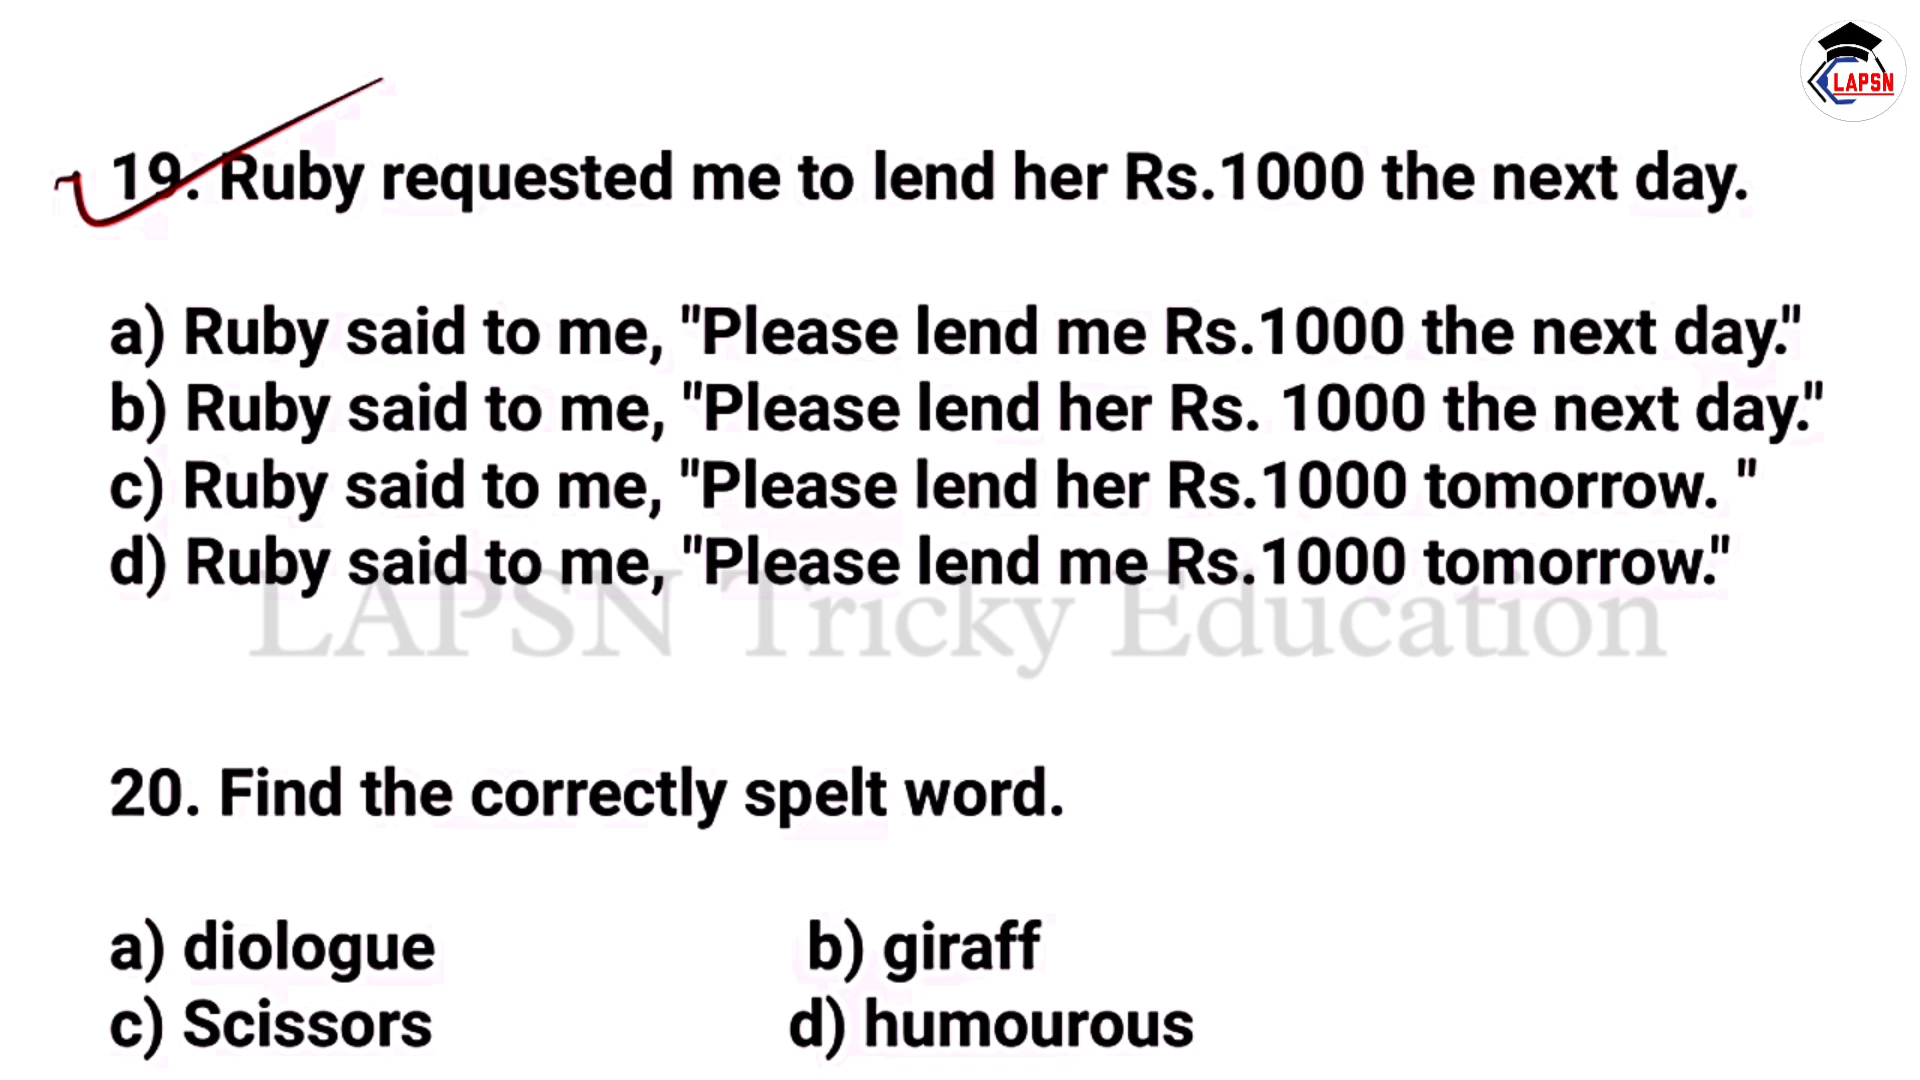 LAPSN
19. Ruby requested me to lend her Rs.1000 the next day.
a) Ruby said to me, "Please lend me Rs.1000 the next day."
b) Ruby said to me, "Please lend her Rs. 1000 the next day."
c) Ruby said to me, "Please lend her Rs.1000 tomorrow. "
d) Ruby said to me, "Please lend me Rs.1000 tomorrow."
LAPSN Tricky Education
20. Find the correctly spelt word.
a) diologue b) giraff
c) Scissors d) humourous